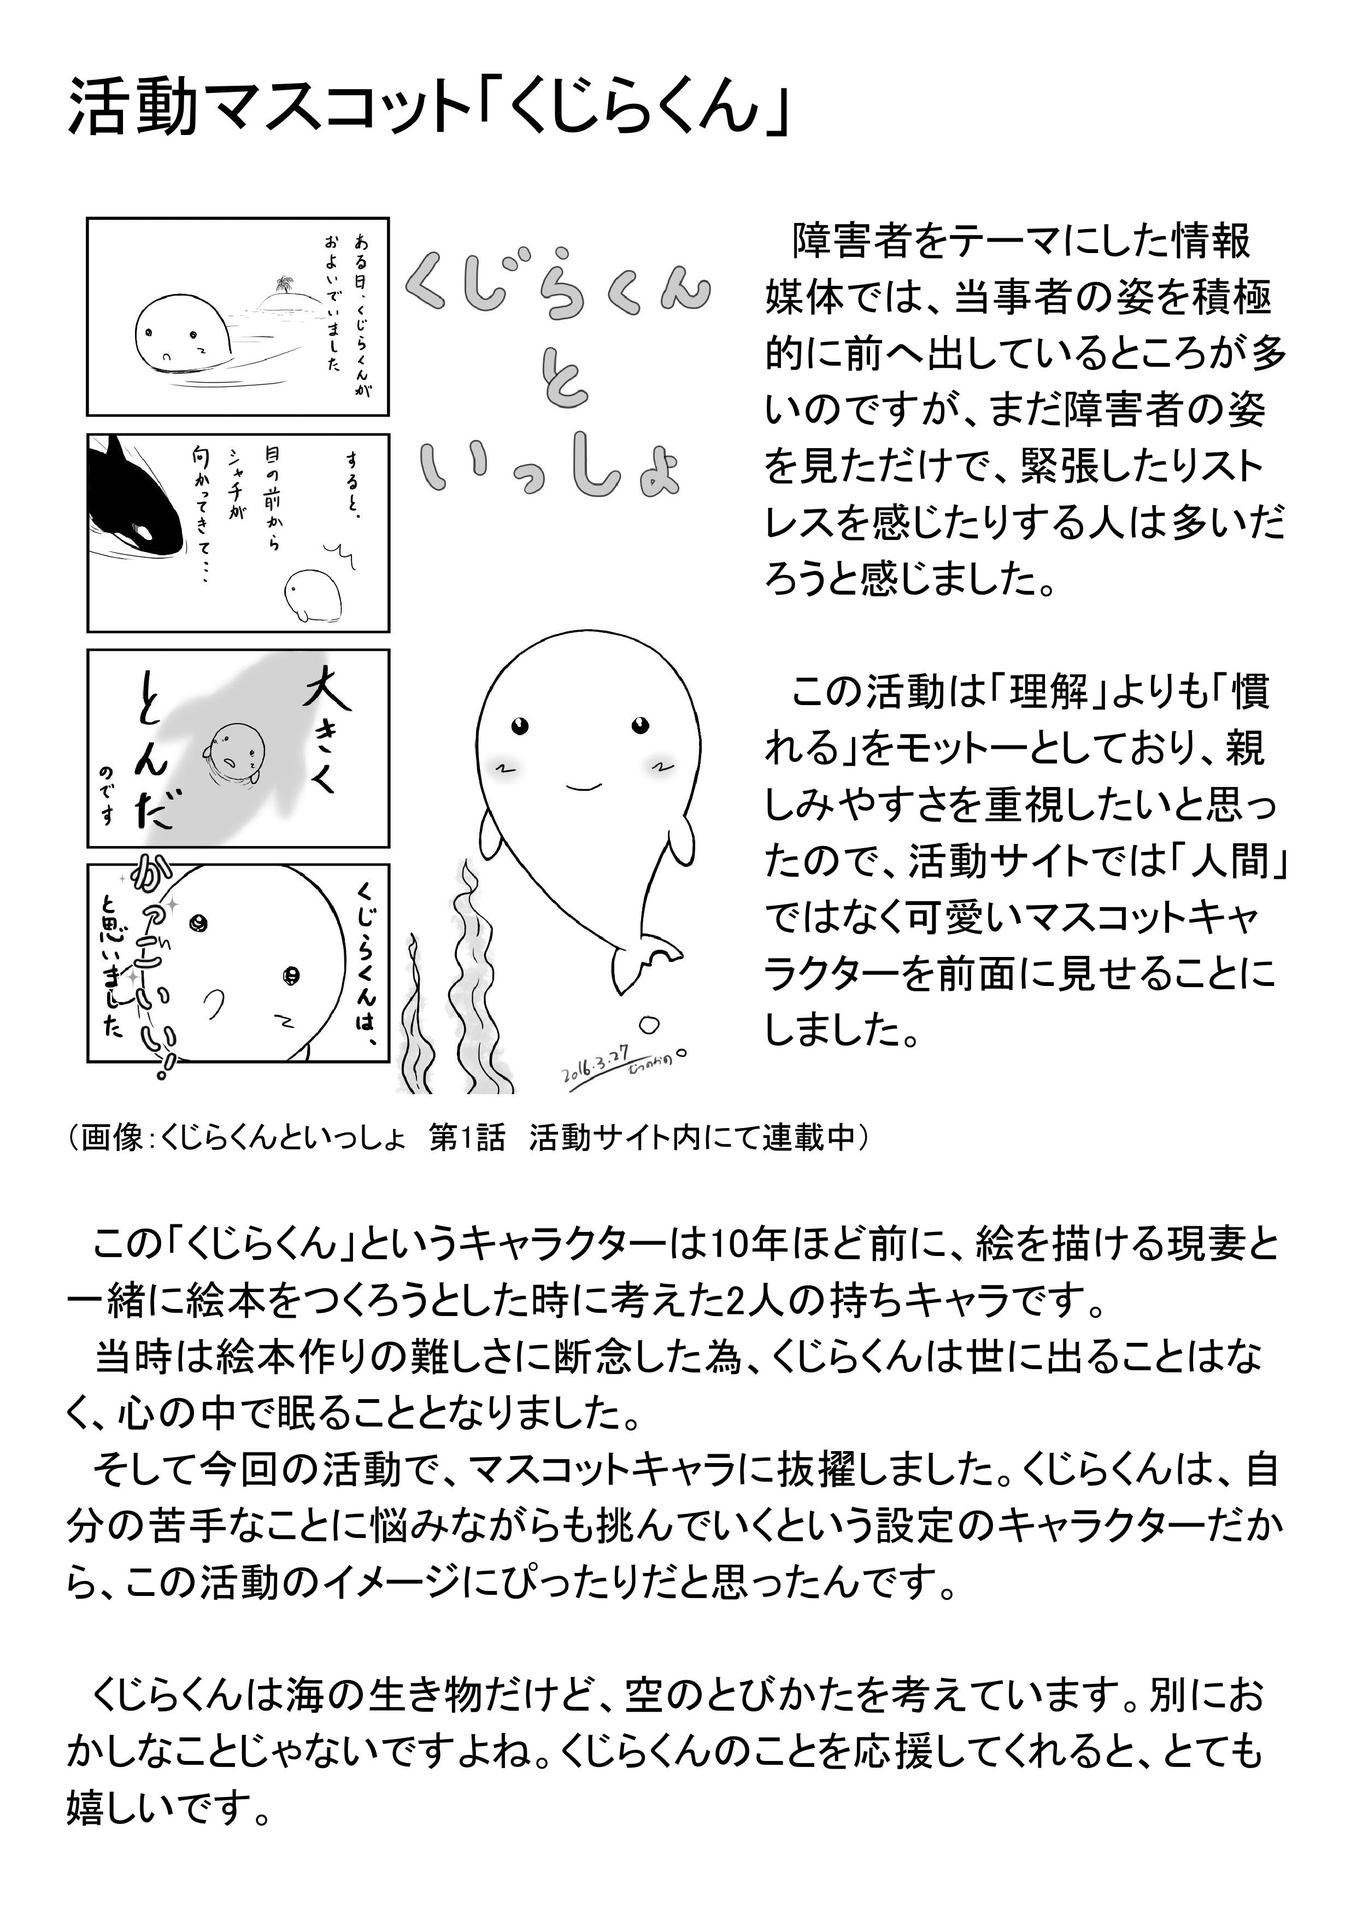 活動マスコット「くじらくん」
ある日、くじらくんが
およいでいました
すると、
目の前から
シャチが
向かってきて…
大きく
とんだ
のです
くじらくんは、
かっこいい!
と思いました
くじらくん
と
いっしょ
2016.3.27
障害者をテーマにした情報
媒体では、当事者の姿を積極
的に前へ出しているところが多
いのですが、まだ障害者の姿
を見ただけで、緊張したりスト
レスを感じたりする人は多いだ
ろうと感じました。
この活動は「理解」よりも「慣
れる」をモットーとしており、親
しみやすさを重視したいと思っ
たので、活動サイトでは「人間」
ではなく可愛いマスコットキャ
ラクターを前面に見せることに
しました。
(画像:くじらくんといっしょ 第1話 活動サイト内にて連載中)
この「くじらくん」というキャラクターは10年ほど前に、絵を描ける現妻と
一緒に絵本をつくろうとした時に考えた2人の持ちキャラです。
当時は絵本作りの難しさに断念した為、くじらくんは世に出ることはな
く、心の中で眠ることとなりました。
そして今回の活動で、マスコットキャラに抜擢しました。くじらくんは、自
分の苦手なことに悩みながらも挑んでいくという設定のキャラクターだか
ら、この活動のイメージにぴったりだと思ったんです。
くじらくんは海の生き物だけど、空のとびかたを考えています。別にお
かしなことじゃないですよね。くじらくんのことを応援してくれると、とても
嬉しいです。